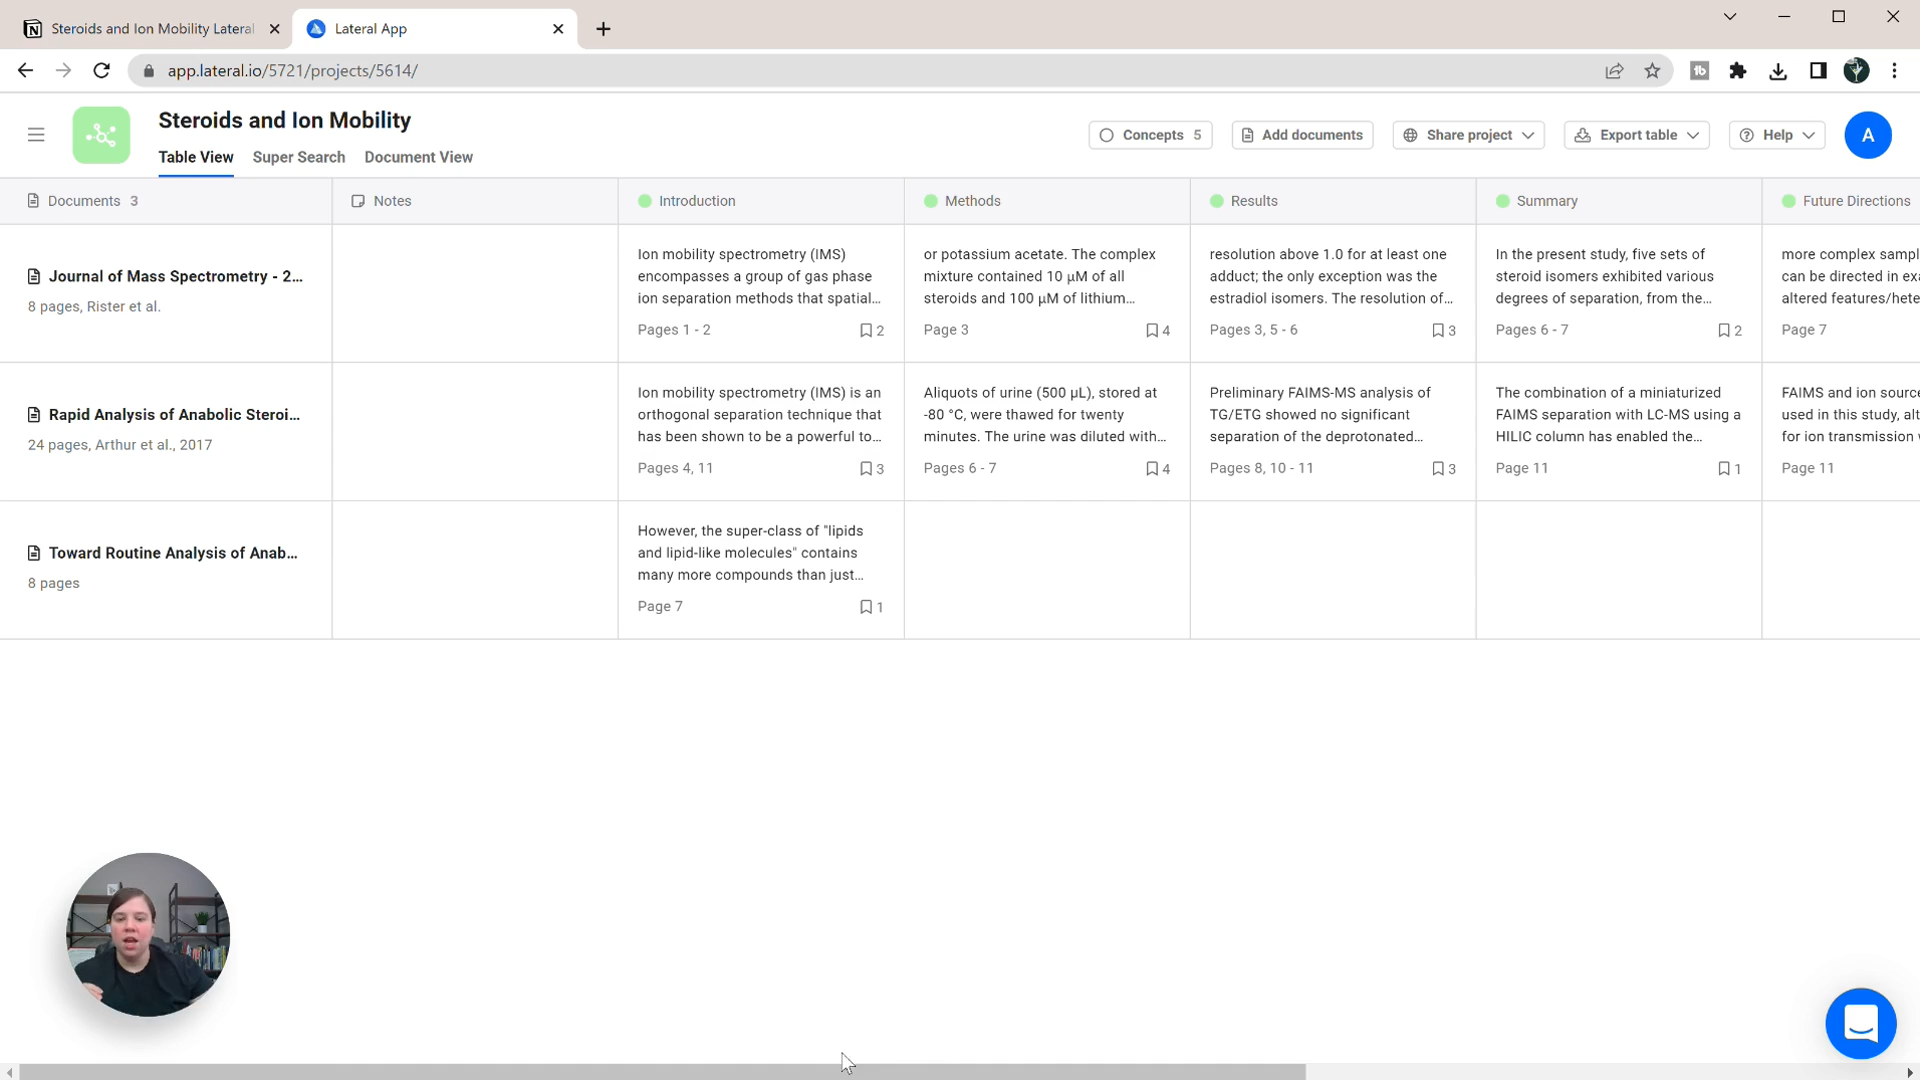 Steroids and Ion Mobility Lateral
Lateral App
app.lateral.io/5721/projects/5614/
Steroids and Ion Mobility
Table View
Super Search
Document View
Concepts 5
Add documents
Share project
Export table
Help
A
Documents 3
Notes
Introduction
Methods
Results
Summary
Future Directions
Journal of Mass Spectrometry - 2...
8 pages, Rister et al.
Ion mobility spectrometry (IMS)
encompasses a group of gas phase
ion separation methods that spatial...
Pages 1 - 2
2
or potassium acetate. The complex
mixture contained 10 μM of all
steroids and 100 μM of lithium...
Page 3
4
resolution above 1.0 for at least one
adduct; the only exception was the
estradiol isomers. The resolution of...
Pages 3, 5 - 6
3
In the present study, five sets of
steroid isomers exhibited various
degrees of separation, from the...
Pages 6 - 7
2
more complex sampl
can be directed in exa
altered features/hete
Page 7
Rapid Analysis of Anabolic Steroi...
24 pages, Arthur et al., 2017
Ion mobility spectrometry (IMS) is an
orthogonal separation technique that
has been shown to be a powerful to...
Pages 4, 11
3
Aliquots of urine (500 μL), stored at
-80 °C, were thawed for twenty
minutes. The urine was diluted with...
Pages 6 - 7
4
Preliminary FAIMS-MS analysis of
TG/ETG showed no significant
separation of the deprotonated...
Pages 8, 10 - 11
3
The combination of a miniaturized
FAIMS separation with LC-MS using a
HILIC column has enabled the...
Page 11
1
FAIMS and ion source
used in this study, alt
for ion transmission
Page 11
Toward Routine Analysis of Anab...
8 pages
However, the super-class of "lipids
and lipid-like molecules" contains
many more compounds than just...
Page 7
1